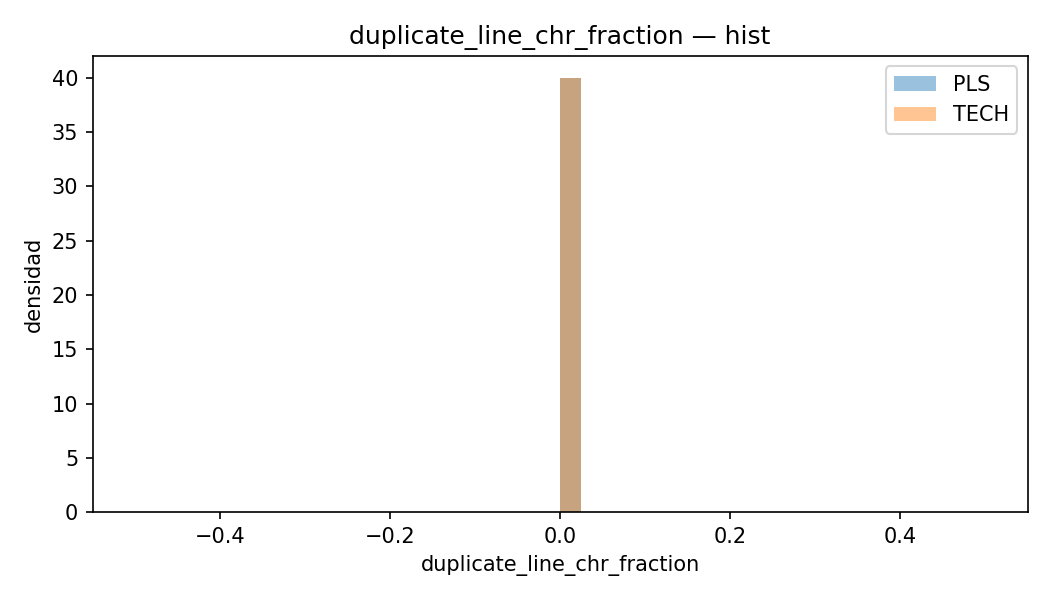 duplicate_line_chr_fraction — hist
PLS
TECH
densidad
40
35
30
25
20
15
10
5
0
−0.4
−0.2
0.0
0.2
0.4
duplicate_line_chr_fraction